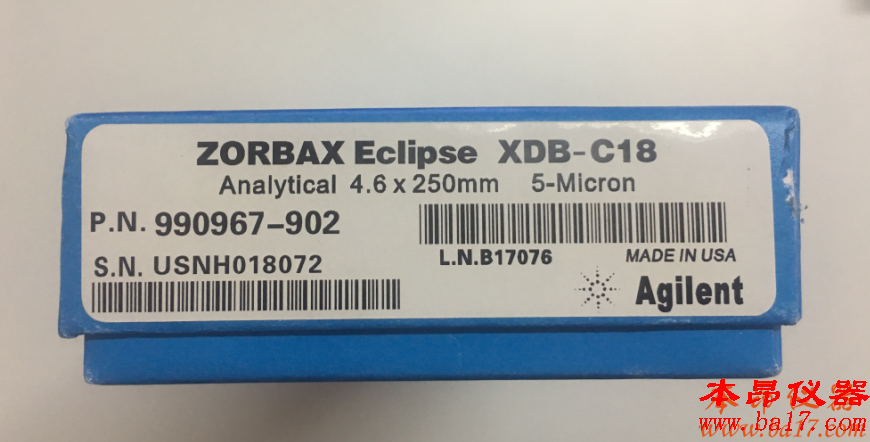 ZORBAX Eclipse XDB-C18
Analytical 4.6 x 250mm 5-Micron
P.N. 990967-902
S.N. USNH018072
L.N.B17076
MADE IN USA
Agilent
本昂仪器
www.ba17.com